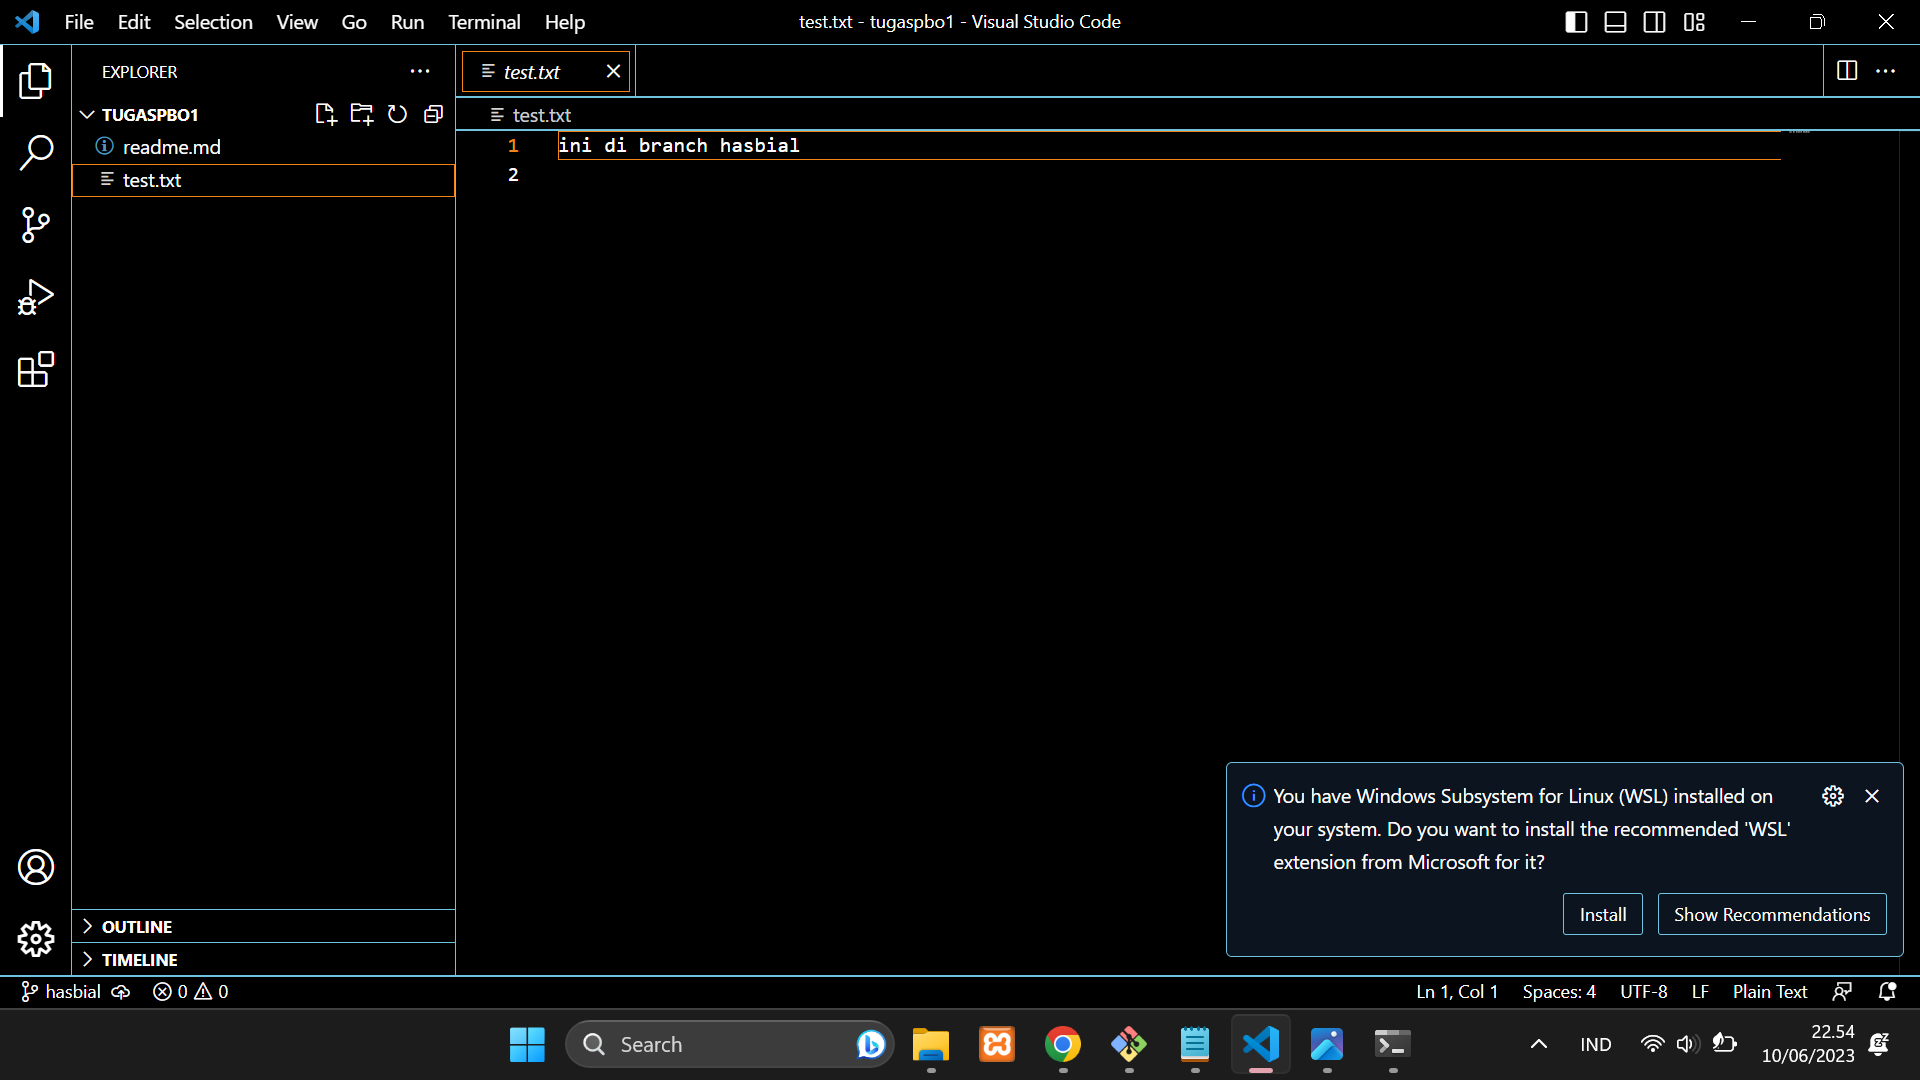 File Edit Selection View Go Run Terminal Help
test.txt - tugaspbo1 - Visual Studio Code
EXPLORER
TUGASPBO1
readme.md
test.txt
test.txt
test.txt
1 ini di branch hasbial
2
You have Windows Subsystem for Linux (WSL) installed on
your system. Do you want to install the recommended 'WSL'
extension from Microsoft for it?
Install Show Recommendations
OUTLINE
TIMELINE
hasbial 0 0
Ln 1, Col 1 Spaces: 4 UTF-8 LF Plain Text
Search
IND
22.54
10/06/2023